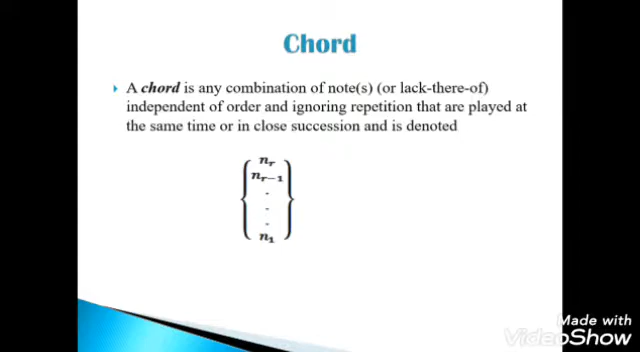 Chord
A chord is any combination of note(s) (or lack-there-of)
independent of order and ignoring repetition that are played at
the same time or in close succession and is denoted
n_r
n_{r-1}
.
.
.
n_1
Made with
VideoShow